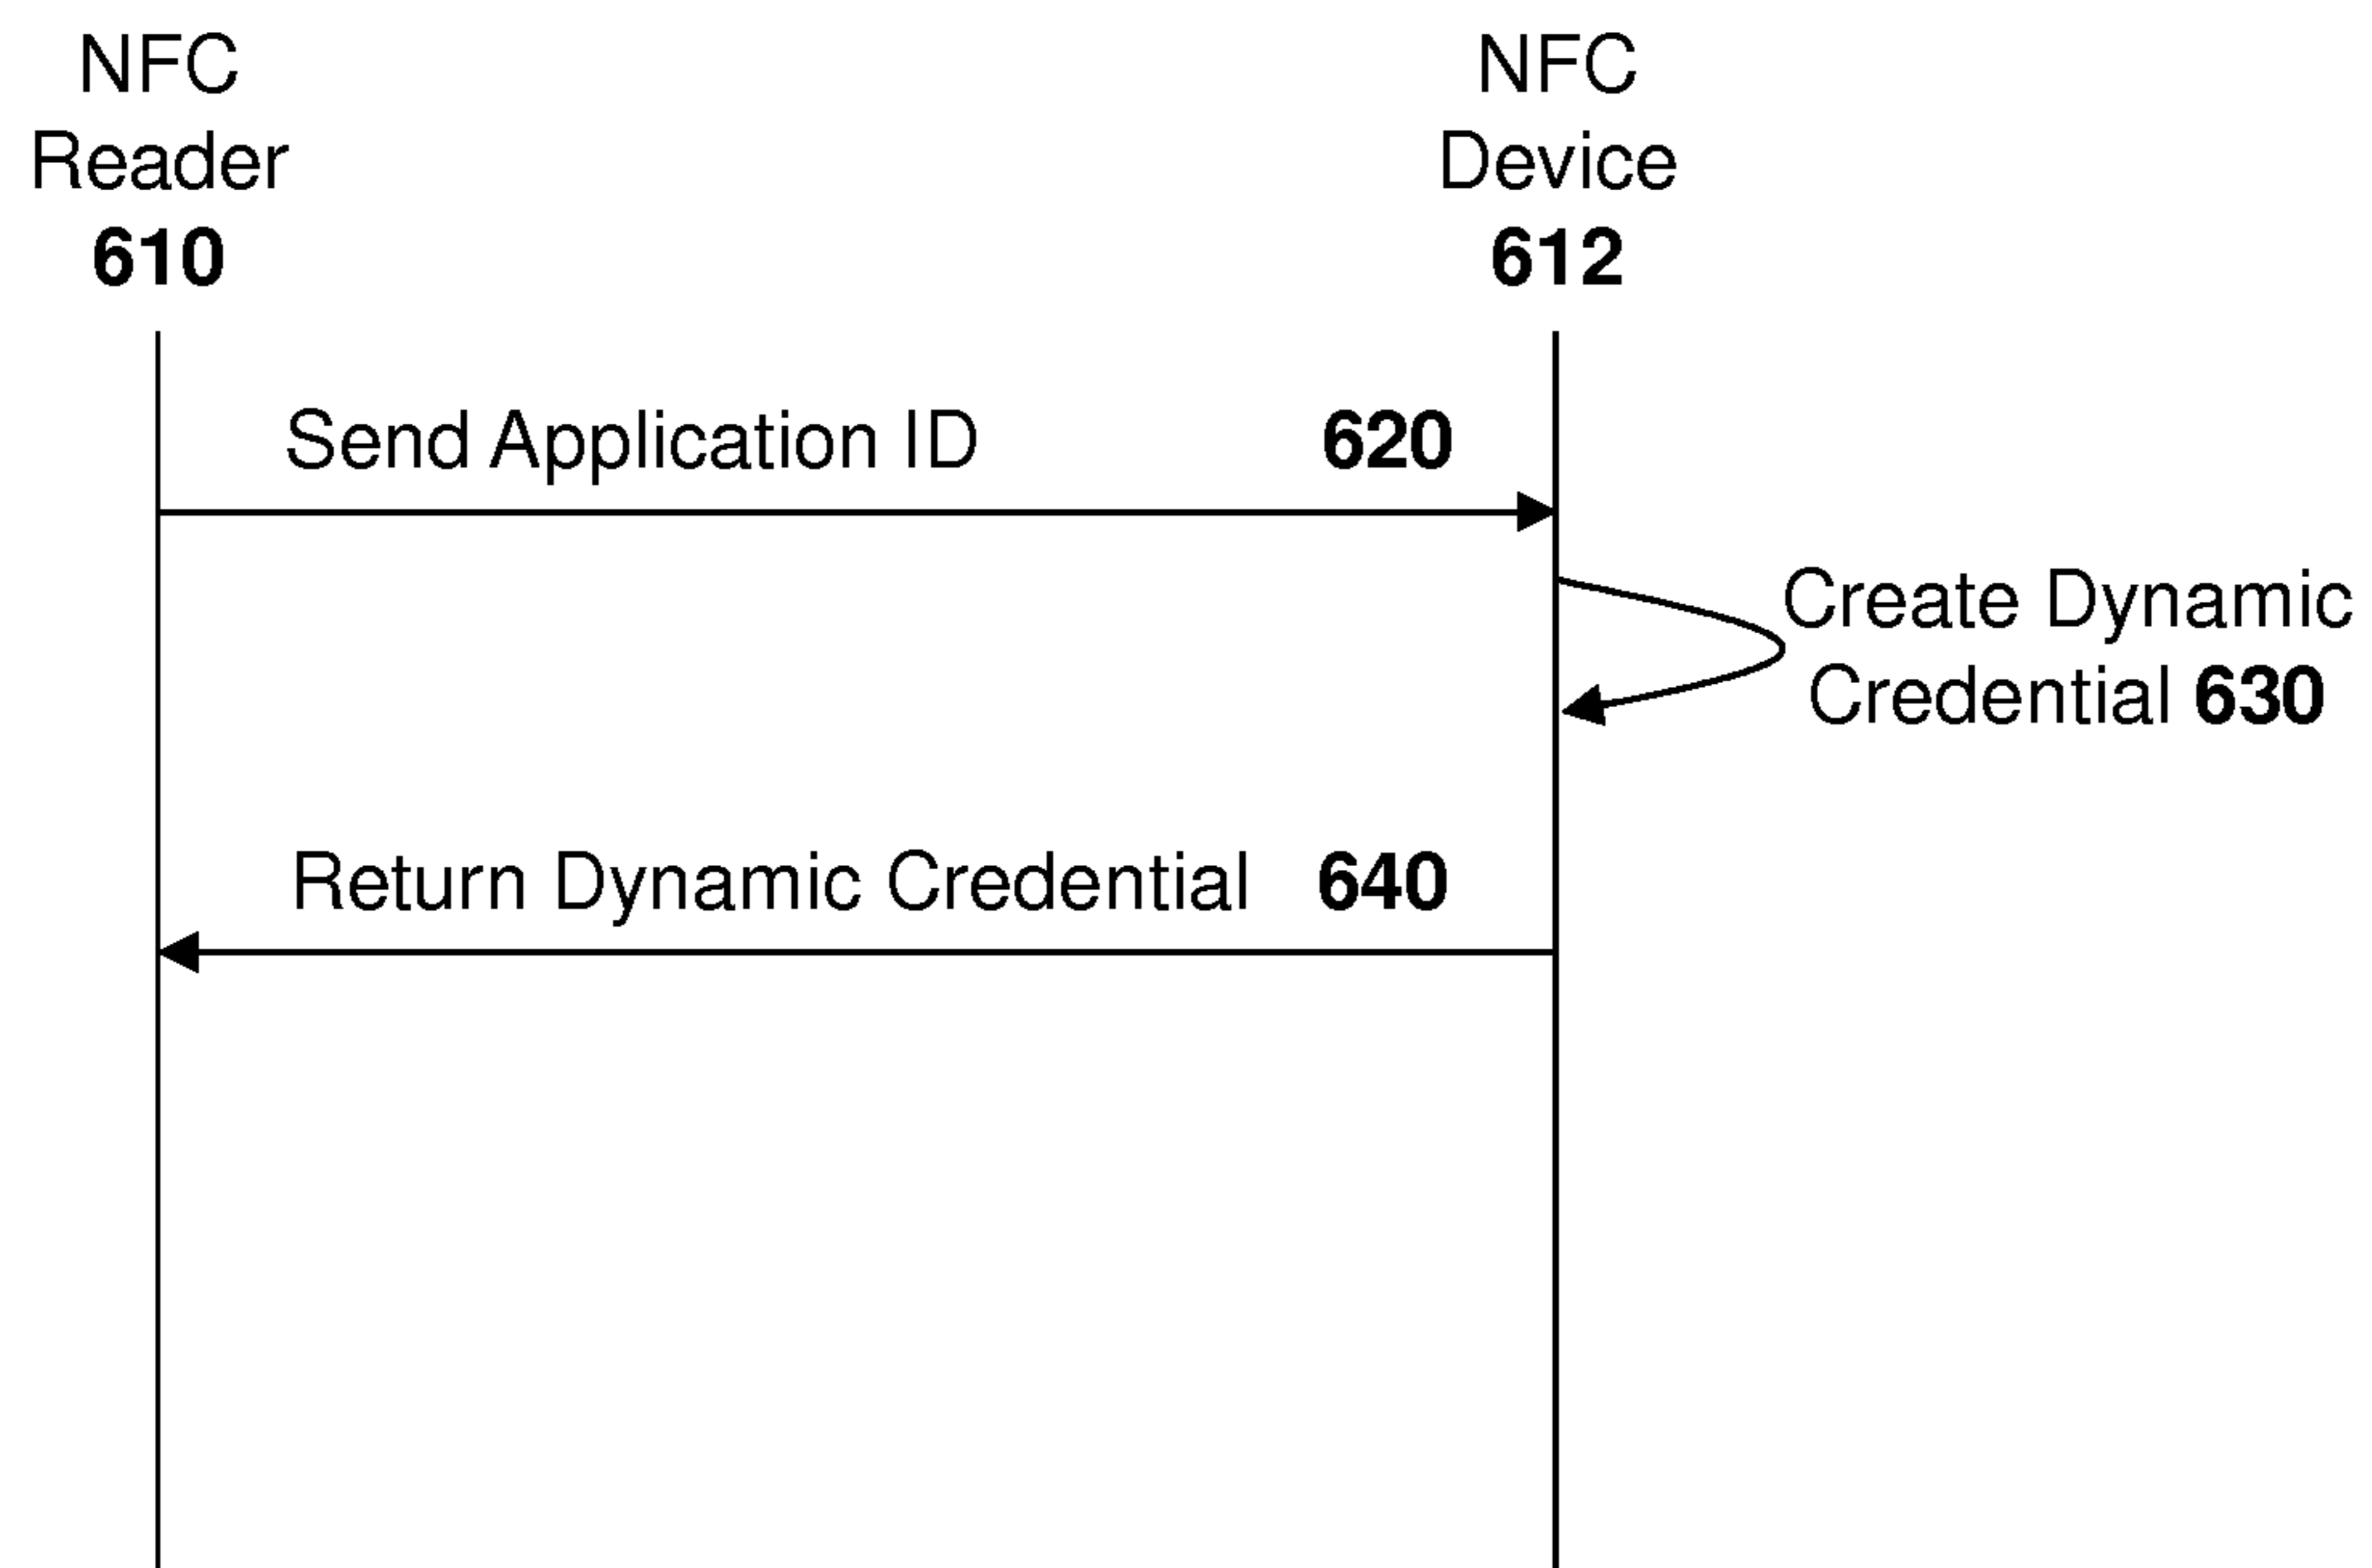 NFC
Reader
610
NFC
Device
612
Send Application ID 620
Create Dynamic
Credential 630
Return Dynamic Credential 640